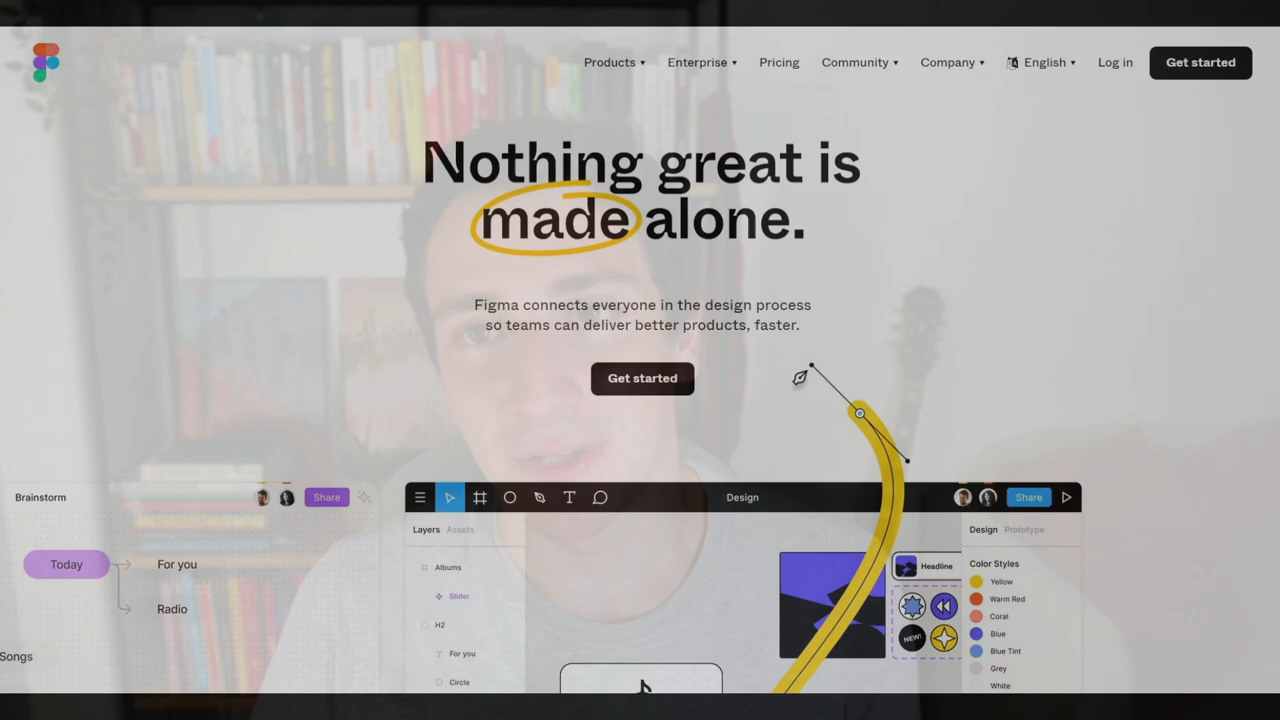 Products
Enterprise
Pricing
Community
Company
English
Log in
Get started
Nothing great is
made alone.
Figma connects everyone in the design process
so teams can deliver better products, faster.
Get started
Brainstorm
Share
Today
For you
Radio
Songs
Design
Share
Layers Assets
Albums
Slider
H2
For you
Circle
Headline
NEW!
Design Prototype
Color Styles
Yellow
Warm Red
Coral
Blue
Blue Tint
Grey
White